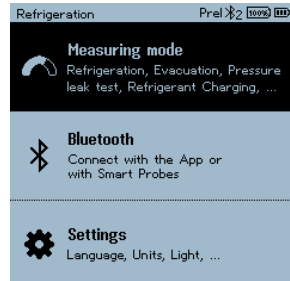 Refrigeration Prel 2 100%
Measuring mode
Refrigeration, Evacuation, Pressure
leak test, Refrigerant Charging, ...
Bluetooth
Connect with the App or
with Smart Probes
Settings
Language, Units, Light, ...